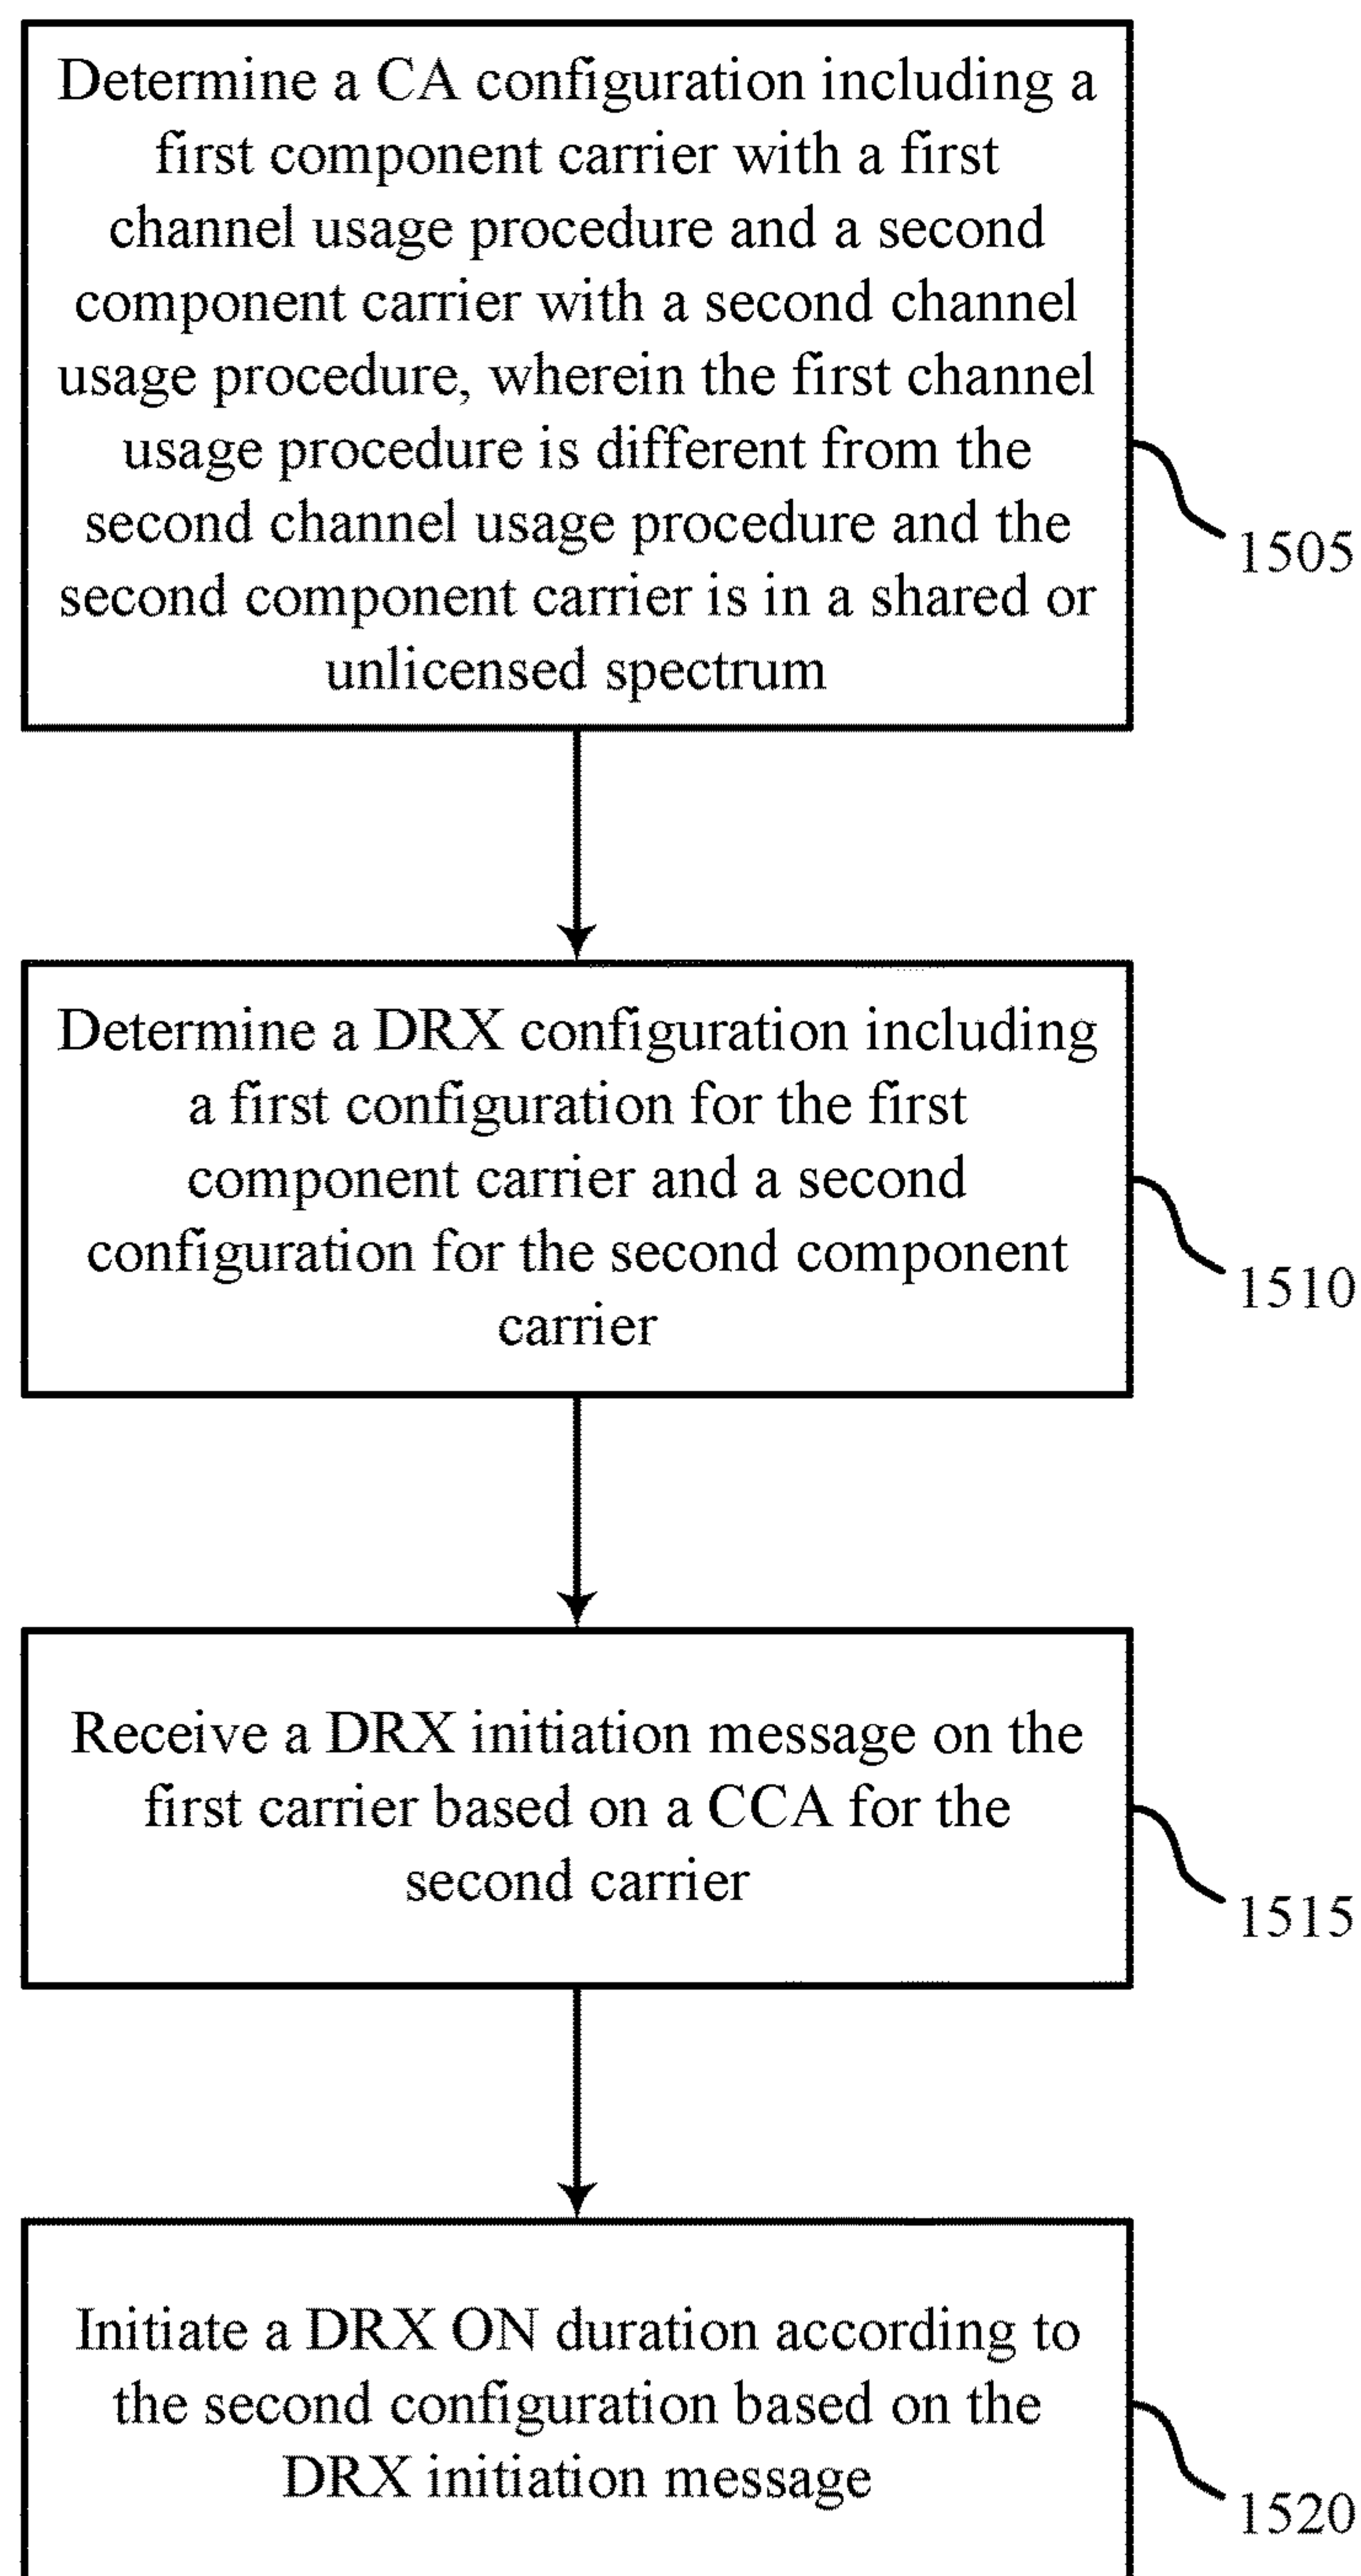 Determine a CA configuration including a
first component carrier with a first
channel usage procedure and a second
component carrier with a second channel
usage procedure, wherein the first channel
usage procedure is different from the
second channel usage procedure and the
second component carrier is in a shared or
unlicensed spectrum
1505
Determine a DRX configuration including
a first configuration for the first
component carrier and a second
configuration for the second component
carrier
1510
Receive a DRX initiation message on the
first carrier based on a CCA for the
second carrier
1515
Initiate a DRX ON duration according to
the second configuration based on the
DRX initiation message
1520